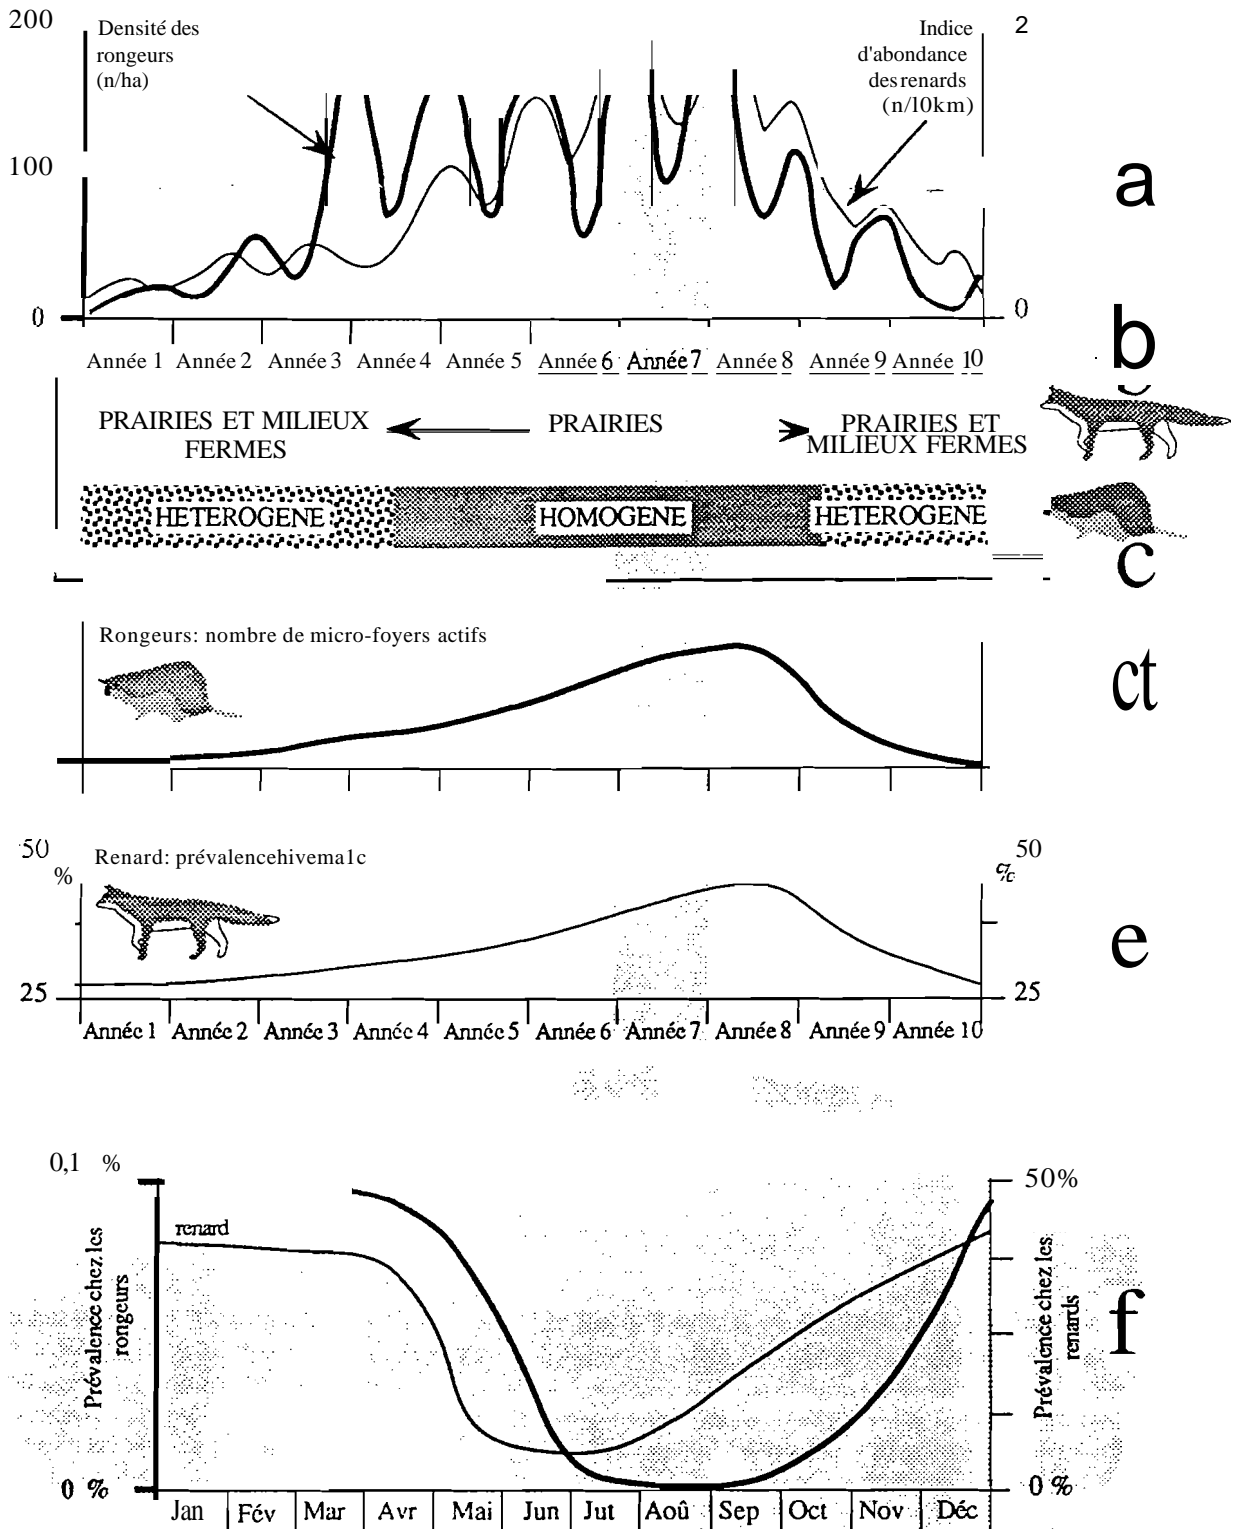 200
Densité des
rongeurs
(n/ha)
Indice
d'abondance
des renards
(n/10km)
2
100
a
0
0
b
Année 1 Année 2 Année 3 Année 4 Année 5 Année 6 Année 7 Année 8 Année 9 Année 10
PRAIRIES ET MILIEUX
FERMES
PRAIRIES
PRAIRIES ET
MILIEUX FERMES
HETEROGENE
HOMOGENE
HETEROGENE
c
Rongeurs: nombre de micro-foyers actifs
ct
50
%
Renard: prévalencehivema1c
50
%
e
25
25
Année 1 Année 2 Année 3 Année 4 Année 5 Année 6 Année 7 Année 8 Année 9 Année 10
0,1 %
50%
renard
Prévalence chez les
rongeurs
Prévalence chez les
renards
f
0 %
0 %
Jan Fév Mar Avr Mai Jun Jut Aoû Sep Oct Nov Déc